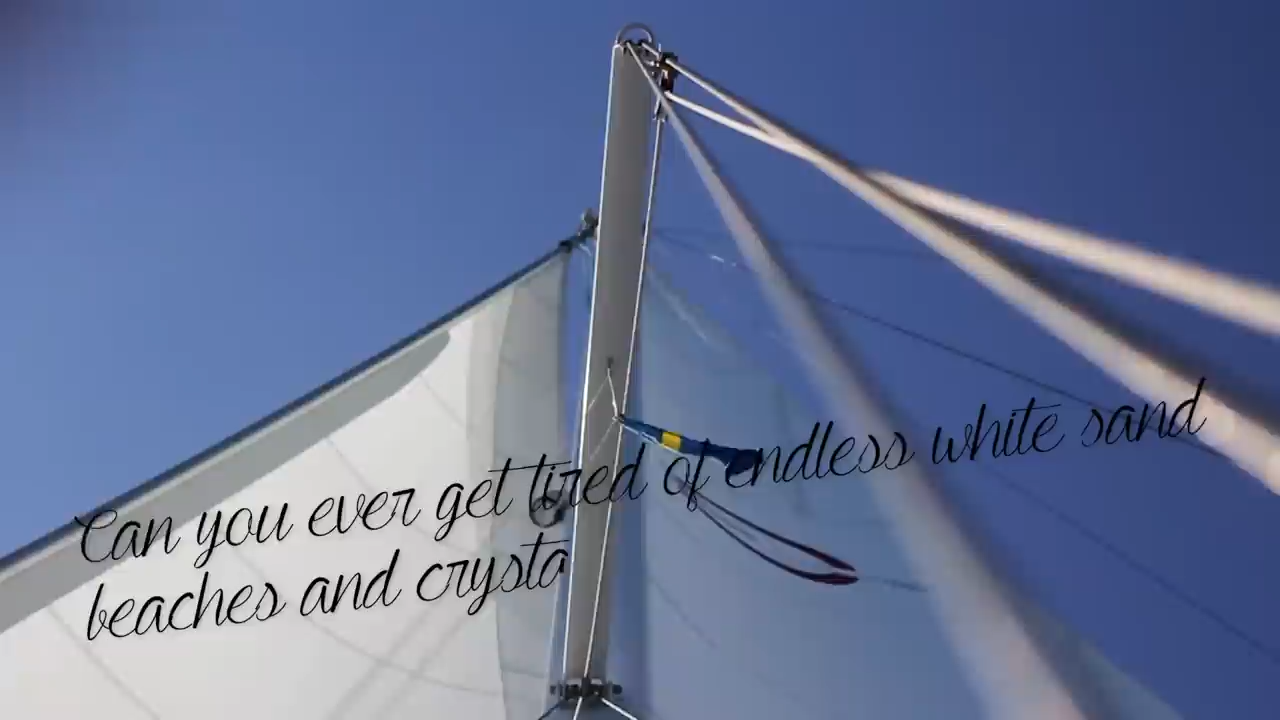 Can you ever get tired of endless white sand
beaches and crysta